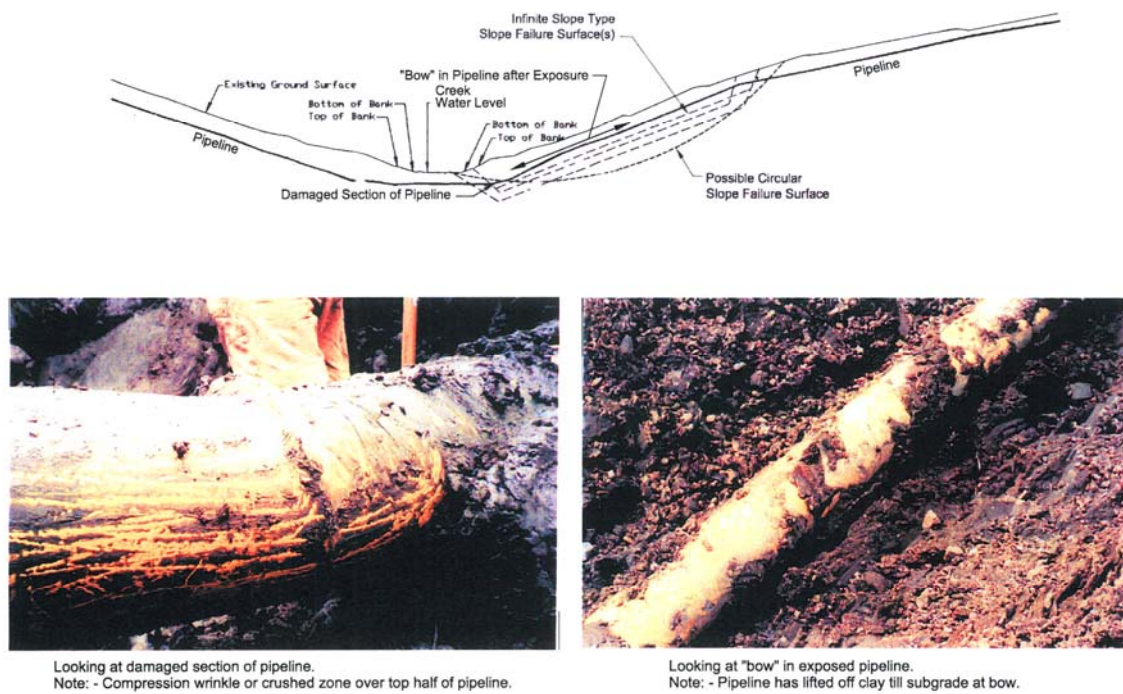 Infinite Slope Type
Slope Failure Surface(s)
"Bow" in Pipeline after Exposure
Pipeline
Creek
Existing Ground Surface
Water Level
Bottom of Bank
Top of Bank
Bottom of Bank
Top of Bank
Pipeline
Possible Circular
Slope Failure Surface
Damaged Section of Pipeline
Looking at damaged section of pipeline.
Note: - Compression wrinkle or crushed zone over top half of pipeline.
Looking at "bow" in exposed pipeline.
Note: - Pipeline has lifted off clay till subgrade at bow.